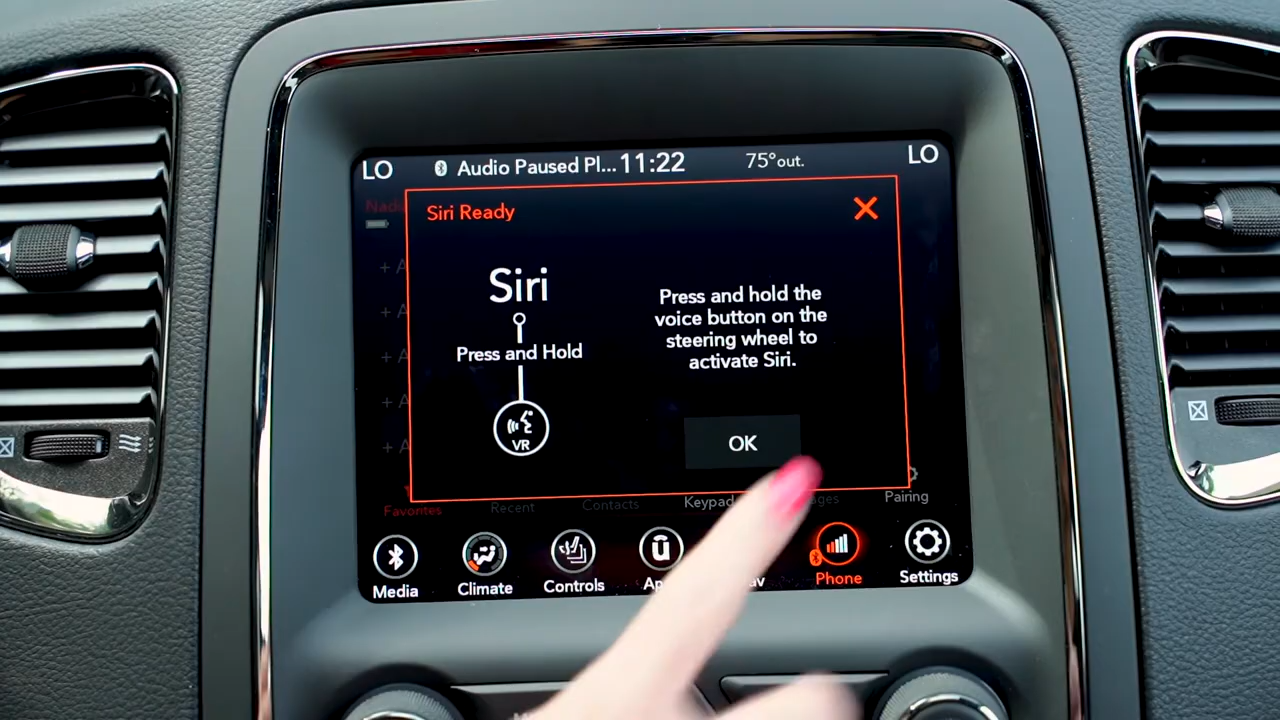 LO
Audio Paused Pl...
11:22
75°out.
LO
Siri Ready
Siri
Press and Hold
VR
Press and hold the
voice button on the
steering wheel to
activate Siri.
OK
+ A
+ A
+ A
+ A
+ A
Favorites
Recent
Contacts
Pairing
Media
Climate
Controls
Phone
Settings